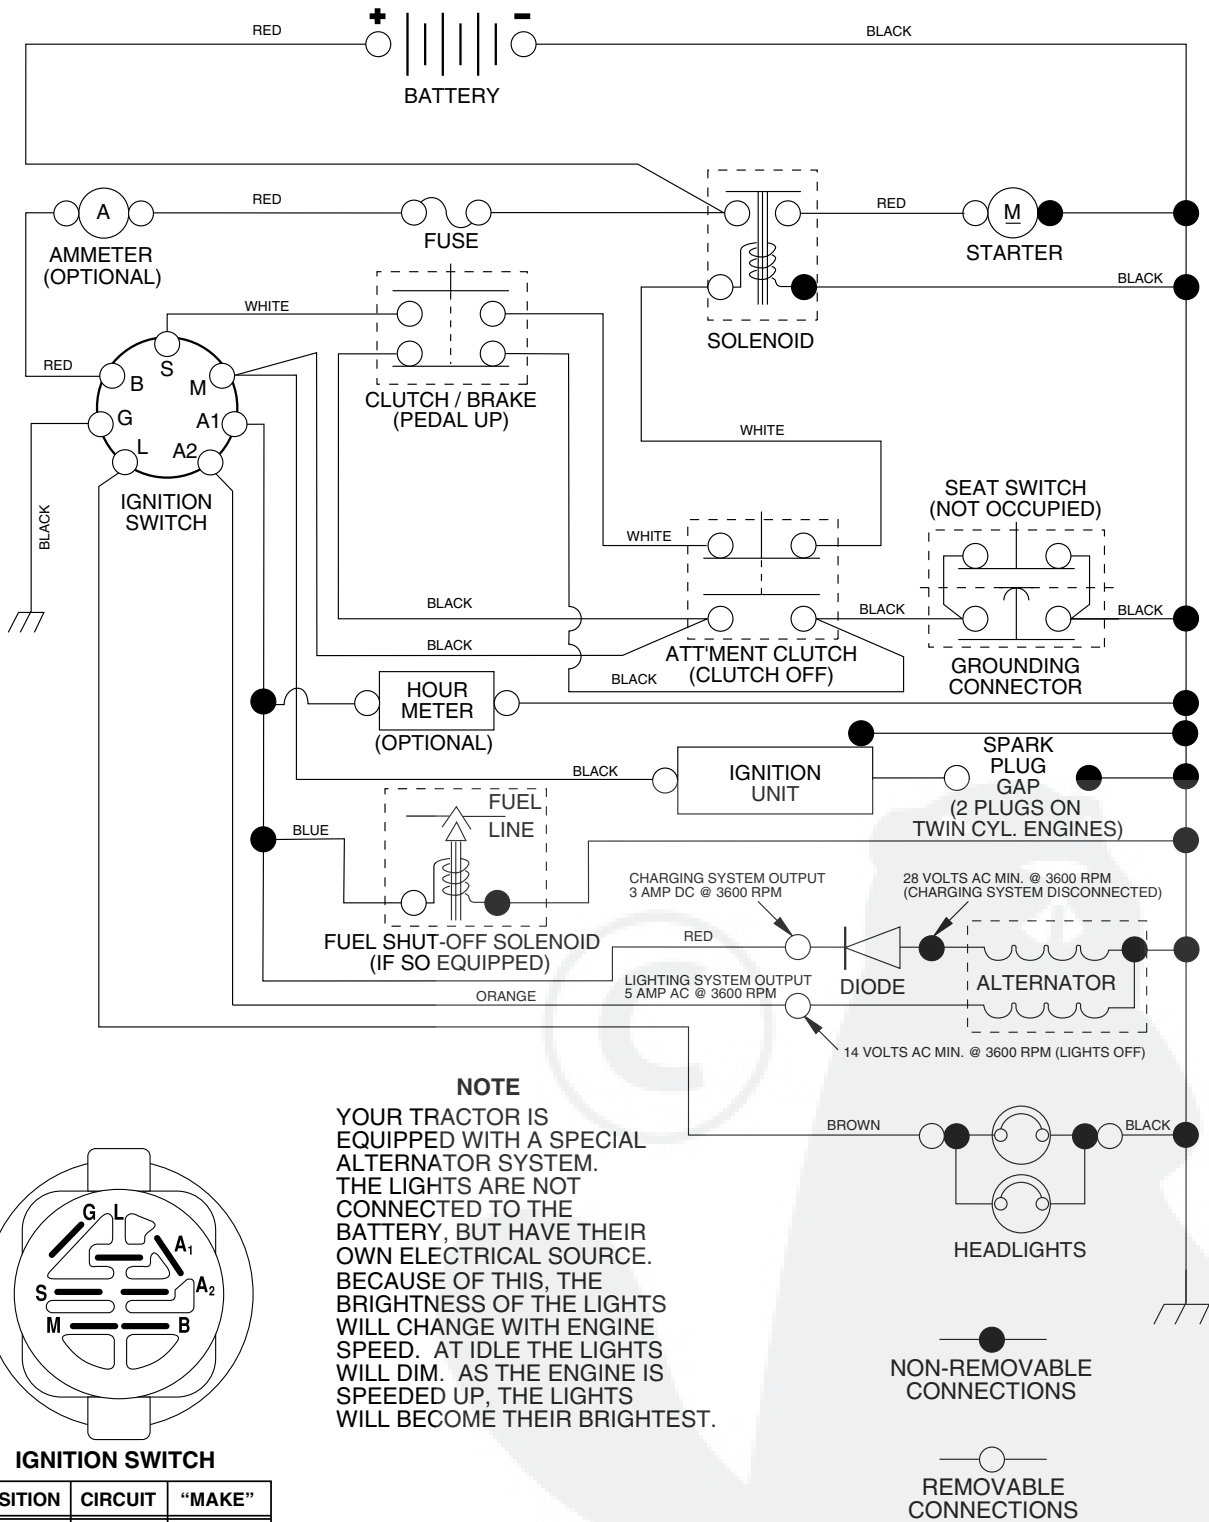 + −
RED
BLACK
BATTERY
RED
A
AMMETER
(OPTIONAL)
FUSE
RED
M
STARTER
BLACK
SOLENOID
WHITE
RED
S
B
M
G
A1
L
A2
IGNITION
SWITCH
BLACK
CLUTCH / BRAKE
(PEDAL UP)
WHITE
WHITE
SEAT SWITCH
(NOT OCCUPIED)
BLACK
BLACK
BLACK
BLACK
BLACK
ATT'MENT CLUTCH
(CLUTCH OFF)
GROUNDING
CONNECTOR
HOUR
METER
(OPTIONAL)
BLACK
IGNITION
UNIT
SPARK
PLUG
GAP
(2 PLUGS ON
TWIN CYL. ENGINES)
BLUE
FUEL
LINE
FUEL SHUT-OFF SOLENOID
(IF SO EQUIPPED)
CHARGING SYSTEM OUTPUT
3 AMP DC @ 3600 RPM
28 VOLTS AC MIN. @ 3600 RPM
(CHARGING SYSTEM DISCONNECTED)
RED
DIODE
ALTERNATOR
LIGHTING SYSTEM OUTPUT
5 AMP AC @ 3600 RPM
ORANGE
14 VOLTS AC MIN. @ 3600 RPM (LIGHTS OFF)
BROWN
BLACK
HEADLIGHTS
NOTE
YOUR TRACTOR IS
EQUIPPED WITH A SPECIAL
ALTERNATOR SYSTEM.
THE LIGHTS ARE NOT
CONNECTED TO THE
BATTERY, BUT HAVE THEIR
OWN ELECTRICAL SOURCE.
BECAUSE OF THIS, THE
BRIGHTNESS OF THE LIGHTS
WILL CHANGE WITH ENGINE
SPEED. AT IDLE THE LIGHTS
WILL DIM. AS THE ENGINE IS
SPEEDED UP, THE LIGHTS
WILL BECOME THEIR BRIGHTEST.
G L
A1
S
A2
M
B
IGNITION SWITCH
SITION CIRCUIT “MAKE”
NON-REMOVABLE
CONNECTIONS
REMOVABLE
CONNECTIONS
©